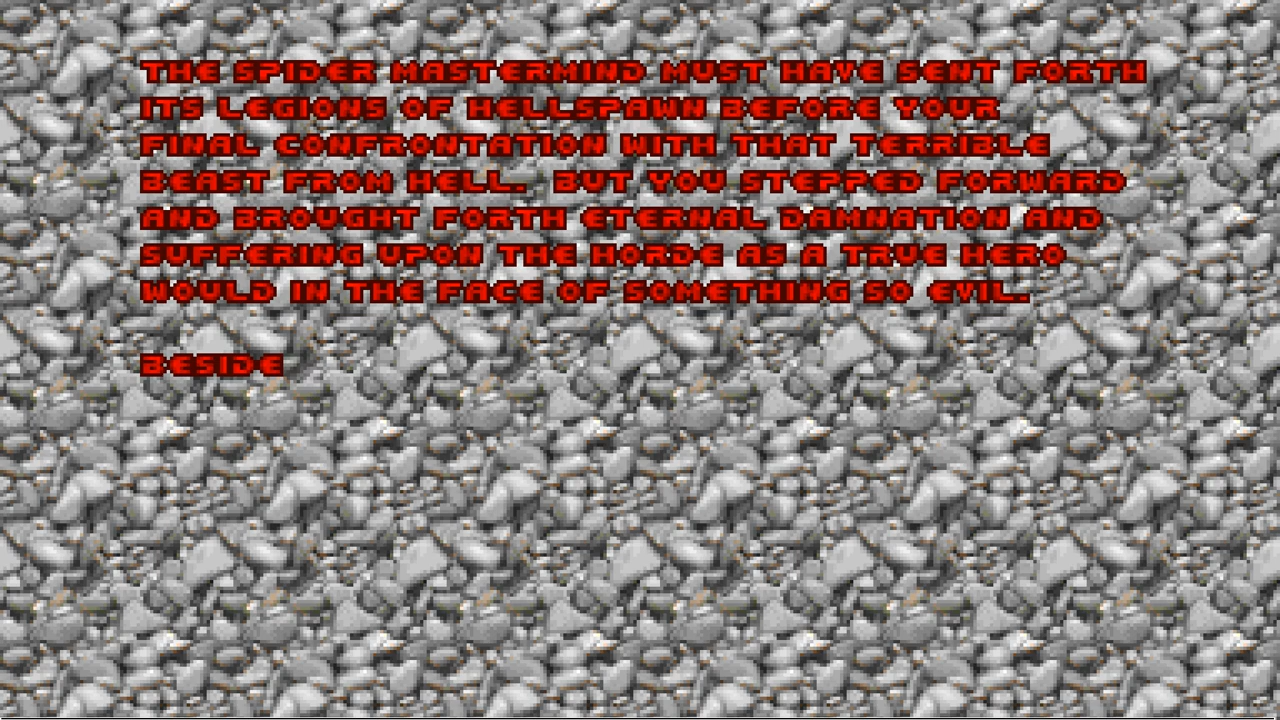 THE SPIDER MASTERMIND MUST HAVE SENT FORTH
ITS LEGIONS OF HELLSPAWN BEFORE YOUR
FINAL CONFRONTATION WITH THAT TERRIBLE
BEAST FROM HELL.  BUT YOU STEPPED FORWARD
AND BROUGHT FORTH ETERNAL DAMNATION AND
SUFFERING UPON THE HORDE AS A TRUE HERO
WOULD IN THE FACE OF SOMETHING SO EVIL.
BESIDE